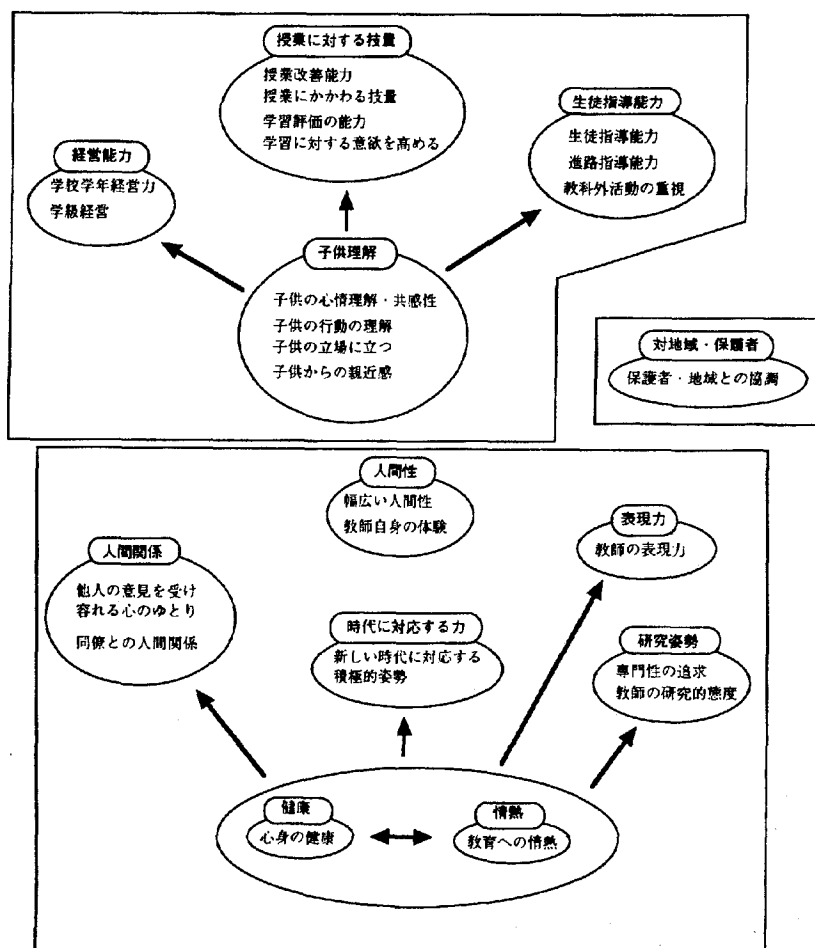 授業に対する技量
授業改善能力
授業にかかわる技量
学習評価の能力
学習に対する意欲を高める
生徒指導能力
生徒指導能力
進路指導能力
教科外活動の重視
経営能力
学校学年経営力
学級経営
子供理解
子供の心情理解・共感性
子供の行動の理解
子供の立場に立つ
子供からの親近感
対地域・保護者
保護者・地域との協調
人間性
幅広い人間性
教師自身の体験
表現力
教師の表現力
人間関係
他人の意見を受け
容れる心のゆとり
同僚との人間関係
時代に対応する力
新しい時代に対応する
積極的姿勢
研究姿勢
専門性の追求
教師の研究的態度
健康
心身の健康
情熱
教育への情熱